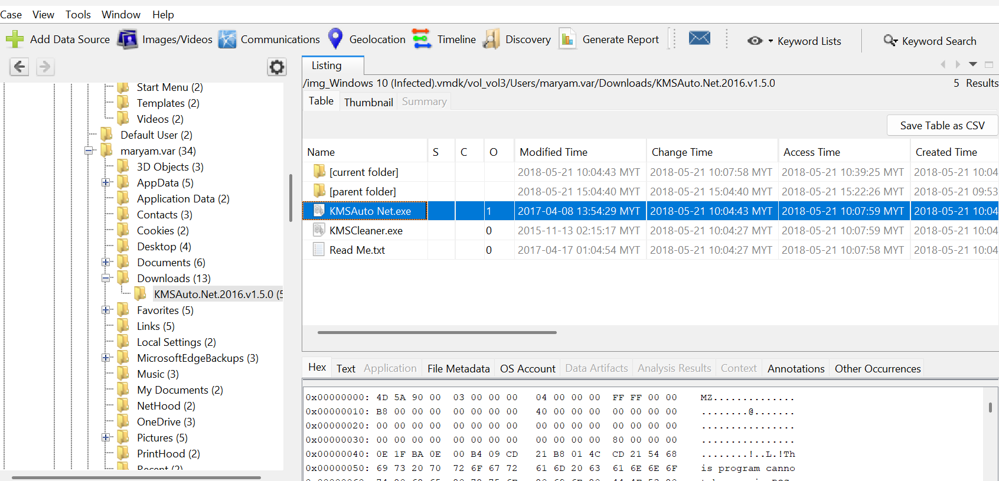 Case View Tools Window Help
Add Data Source Images/Videos Communications Geolocation Timeline Discovery Generate Report Keyword Lists Keyword Search
Start Menu (2)
Templates (2)
Videos (2)
Default User (2)
maryam.var (34)
3D Objects (3)
AppData (5)
Application Data (2)
Contacts (3)
Cookies (2)
Desktop (4)
Documents (6)
Downloads (13)
KMSAuto.Net.2016.v1.5.0 (5
Favorites (5)
Links (5)
Local Settings (2)
MicrosoftEdgeBackups (3)
Music (3)
My Documents (2)
NetHood (2)
OneDrive (3)
Pictures (5)
PrintHood (2)
Recent (2)
Listing
/img_Windows 10 (Infected).vmdk/vol_vol3/Users/maryam.var/Downloads/KMSAuto.Net.2016.v1.5.0 5 Results
Table Thumbnail Summary
Save Table as CSV
Name S C O Modified Time Change Time Access Time Created Time
[current folder] 2018-05-21 10:04:43 MYT 2018-05-21 10:07:58 MYT 2018-05-21 10:39:25 MYT 2018-05-21 10:04
[parent folder] 2018-05-21 15:04:40 MYT 2018-05-21 15:04:40 MYT 2018-05-21 15:22:26 MYT 2018-05-21 09:53
KMSAuto Net.exe 1 2017-04-08 13:54:29 MYT 2018-05-21 10:04:43 MYT 2018-05-21 10:07:59 MYT 2018-05-21 10:04
KMSCleaner.exe 0 2015-11-13 02:15:17 MYT 2018-05-21 10:04:27 MYT 2018-05-21 10:07:59 MYT 2018-05-21 10:04
Read Me.txt 0 2017-04-17 01:04:54 MYT 2018-05-21 10:04:27 MYT 2018-05-21 10:07:58 MYT 2018-05-21 10:04
Hex Text Application File Metadata OS Account Data Artifacts Analysis Results Context Annotations Other Occurrences
0x00000000: 4D 5A 90 00 03 00 00 00 04 00 00 00 FF FF 00 00 MZ..............
0x00000010: B8 00 00 00 00 00 00 00 40 00 00 00 00 00 00 00 ........@.......
0x00000020: 00 00 00 00 00 00 00 00 00 00 00 00 00 00 00 00 ................
0x00000030: 00 00 00 00 00 00 00 00 00 00 00 00 80 00 00 00 ................
0x00000040: 0E 1F BA 0E 00 B4 09 CD 21 B8 01 4C CD 21 54 68 ........!..L.!Th
0x00000050: 69 73 20 70 72 6F 67 72 61 6D 20 63 61 6E 6E 6F is program canno